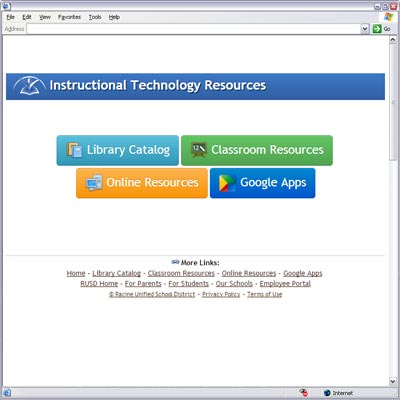 File Edit View Favorites Tools Help
Address Go
Instructional Technology Resources
Library Catalog Classroom Resources
Online Resources Google Apps
More Links:
Home - Library Catalog - Classroom Resources - Online Resources - Google Apps
RUSD Home - For Parents - For Students - Our Schools - Employee Portal
© Racine Unified School District - Privacy Policy - Terms of Use
Internet